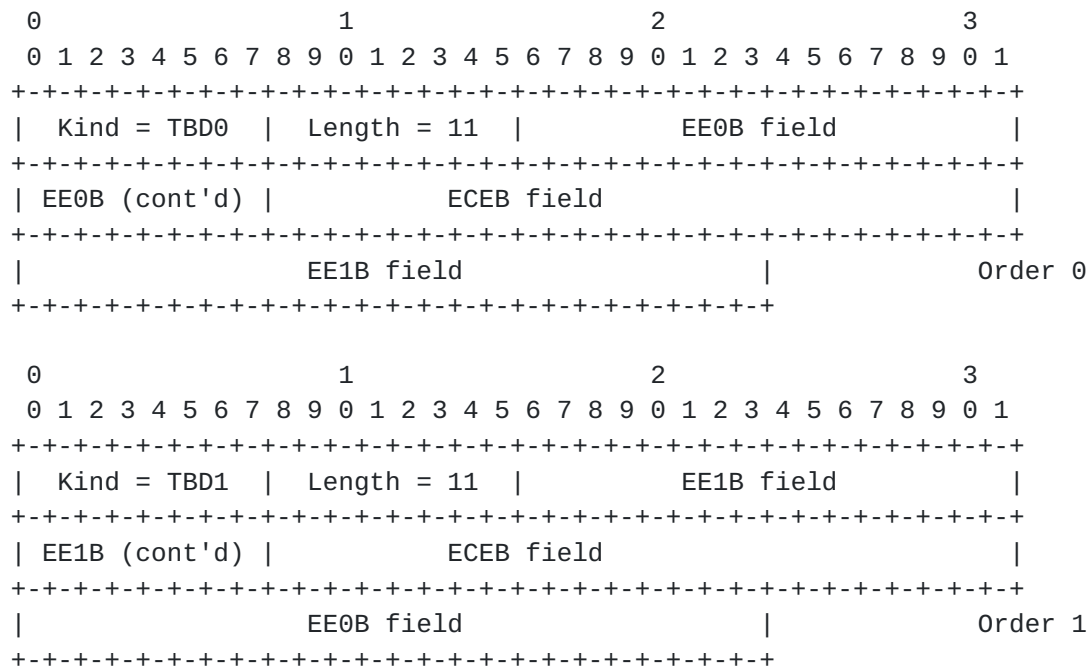 0                   1                   2                   3
 0 1 2 3 4 5 6 7 8 9 0 1 2 3 4 5 6 7 8 9 0 1 2 3 4 5 6 7 8 9 0 1
+-+-+-+-+-+-+-+-+-+-+-+-+-+-+-+-+-+-+-+-+-+-+-+-+-+-+-+-+-+-+-+-+
|  Kind = TBD0  |  Length = 11  |          EE0B field           |
+-+-+-+-+-+-+-+-+-+-+-+-+-+-+-+-+-+-+-+-+-+-+-+-+-+-+-+-+-+-+-+-+
| EE0B (cont'd) |           ECEB field                          |
+-+-+-+-+-+-+-+-+-+-+-+-+-+-+-+-+-+-+-+-+-+-+-+-+-+-+-+-+-+-+-+-+
|                  EE1B field                   |             Order 0
+-+-+-+-+-+-+-+-+-+-+-+-+-+-+-+-+-+-+-+-+-+-+-+-+

 0                   1                   2                   3
 0 1 2 3 4 5 6 7 8 9 0 1 2 3 4 5 6 7 8 9 0 1 2 3 4 5 6 7 8 9 0 1
+-+-+-+-+-+-+-+-+-+-+-+-+-+-+-+-+-+-+-+-+-+-+-+-+-+-+-+-+-+-+-+-+
|  Kind = TBD1  |  Length = 11  |          EE1B field           |
+-+-+-+-+-+-+-+-+-+-+-+-+-+-+-+-+-+-+-+-+-+-+-+-+-+-+-+-+-+-+-+-+
| EE1B (cont'd) |           ECEB field                          |
+-+-+-+-+-+-+-+-+-+-+-+-+-+-+-+-+-+-+-+-+-+-+-+-+-+-+-+-+-+-+-+-+
|                  EE0B field                   |             Order 1
+-+-+-+-+-+-+-+-+-+-+-+-+-+-+-+-+-+-+-+-+-+-+-+-+